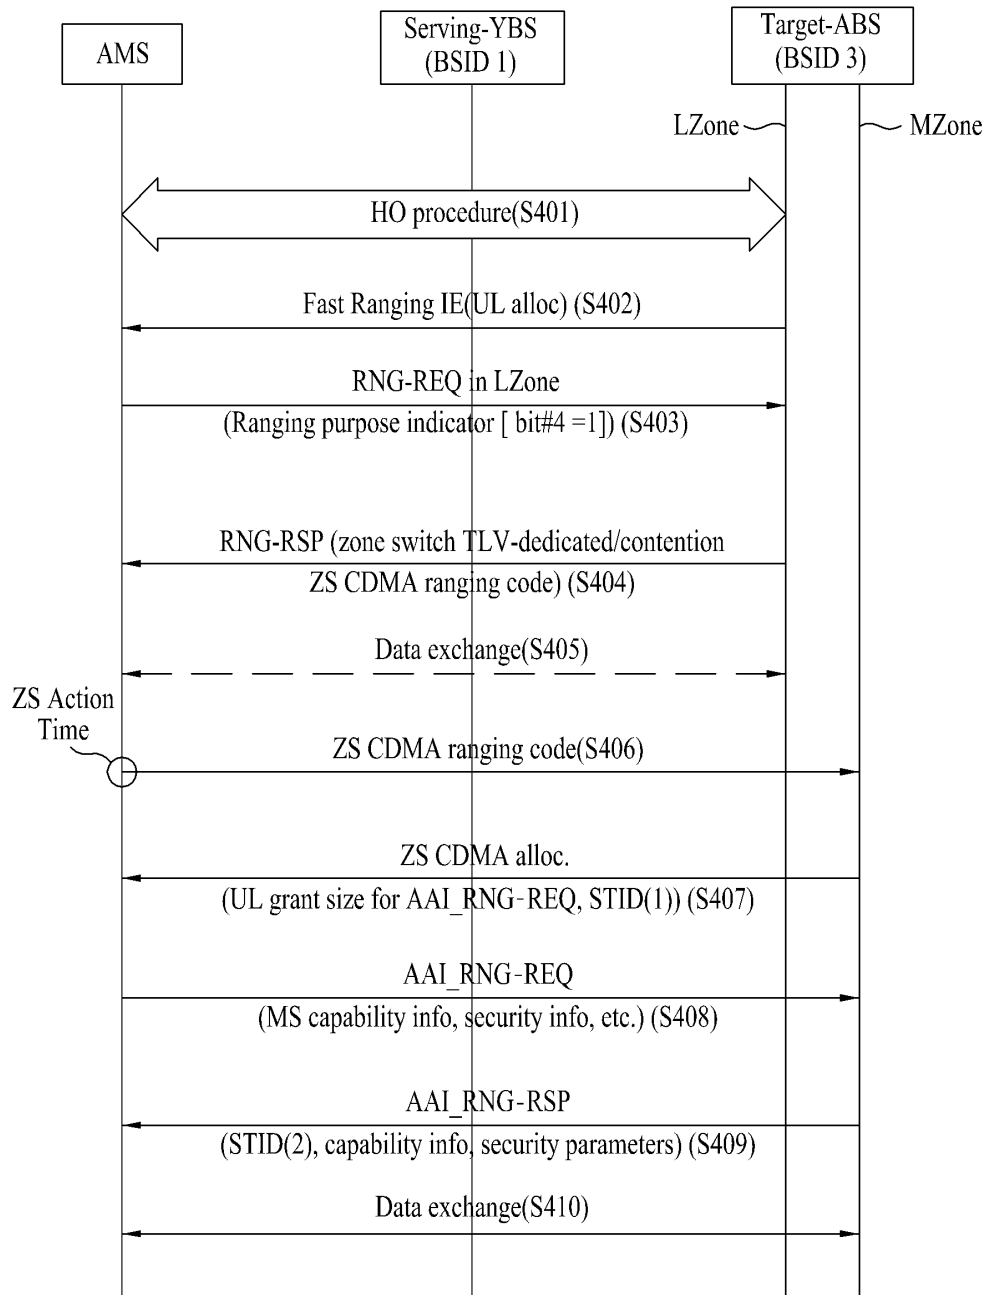 AMS
Serving-YBS
(BSID 1)
Target-ABS
(BSID 3)
LZone
MZone
HO procedure(S401)
Fast Ranging IE(UL alloc) (S402)
RNG-REQ in LZone
(Ranging purpose indicator [ bit#4 =1]) (S403)
RNG-RSP (zone switch TLV-dedicated/contention
ZS CDMA ranging code) (S404)
Data exchange(S405)
ZS Action
Time
ZS CDMA ranging code(S406)
ZS CDMA alloc.
(UL grant size for AAI_RNG-REQ, STID(1)) (S407)
AAI_RNG-REQ
(MS capability info, security info, etc.) (S408)
AAI_RNG-RSP
(STID(2), capability info, security parameters) (S409)
Data exchange(S410)